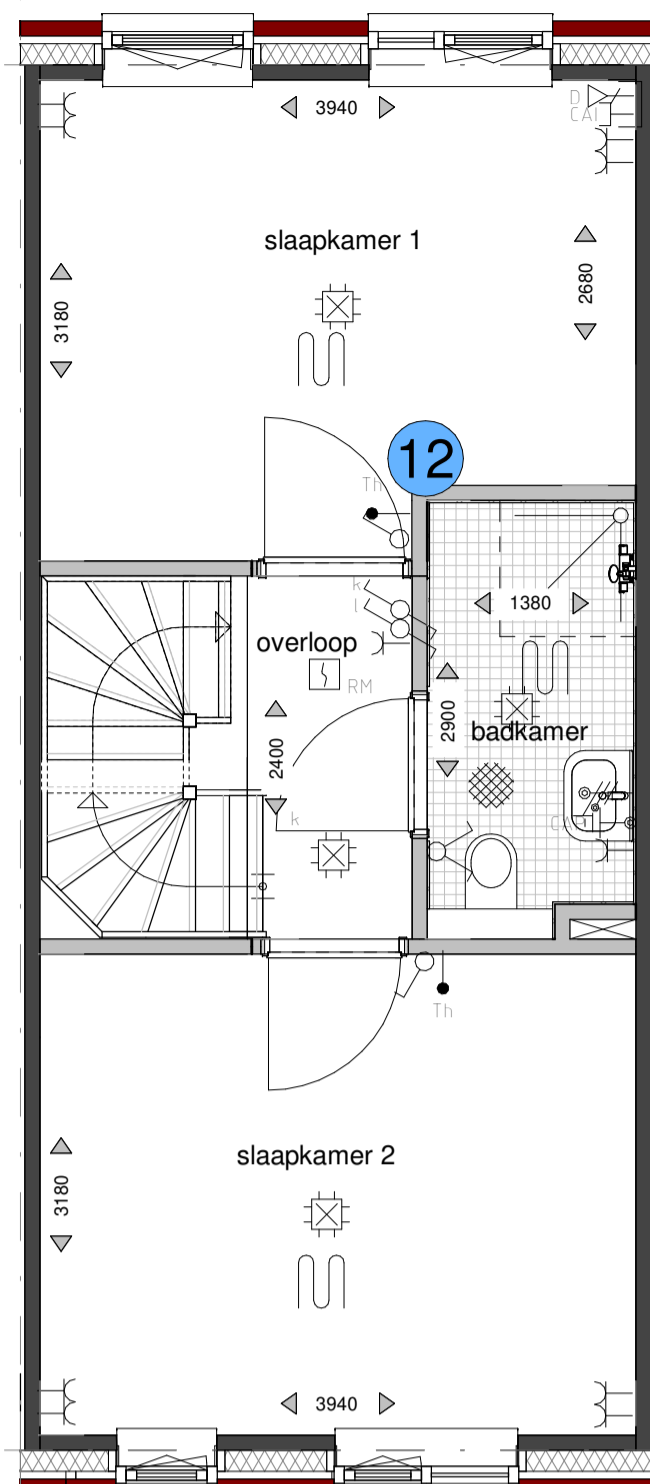 3940
D
CAI
slaapkamer 1
3180
2680
12
Th
1380
k
l
overloop
RM
2900
badkamer
2400
k
CAP
Th
slaapkamer 2
3180
3940